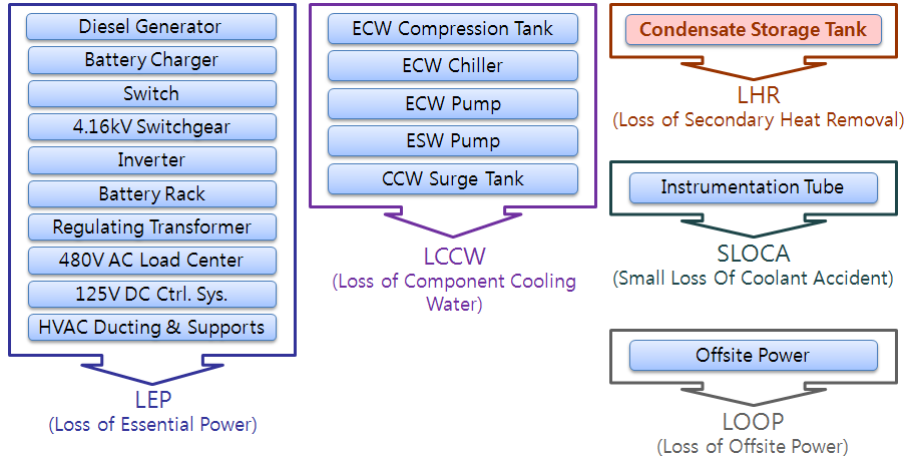 Diesel Generator
Battery Charger
Switch
4.16kV Switchgear
Inverter
Battery Rack
Regulating Transformer
480V AC Load Center
125V DC Ctrl. Sys.
HVAC Ducting & Supports
LEP
(Loss of Essential Power)
ECW Compression Tank
ECW Chiller
ECW Pump
ESW Pump
CCW Surge Tank
LCCW
(Loss of Component Cooling
Water)
Condensate Storage Tank
LHR
(Loss of Secondary Heat Removal)
Instrumentation Tube
SLOCA
(Small Loss Of Coolant Accident)
Offsite Power
LOOP
(Loss of Offsite Power)